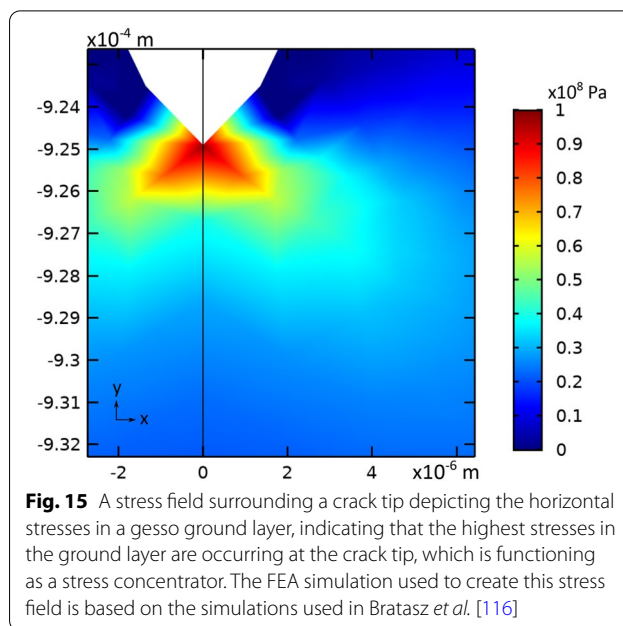 x10⁻⁴ m
-9.24
-9.25
-9.26
-9.27
-9.28
-9.29
-9.3
-9.31
-9.32
y
x
-2 0 2 4 x10⁻⁶ m
x10⁸ Pa
1
0.9
0.8
0.7
0.6
0.5
0.4
0.3
0.2
0.1
0
Fig. 15 A stress field surrounding a crack tip depicting the horizontal
stresses in a gesso ground layer, indicating that the highest stresses in
the ground layer are occurring at the crack tip, which is functioning
as a stress concentrator. The FEA simulation used to create this stress
field is based on the simulations used in Bratasz et al. [116]